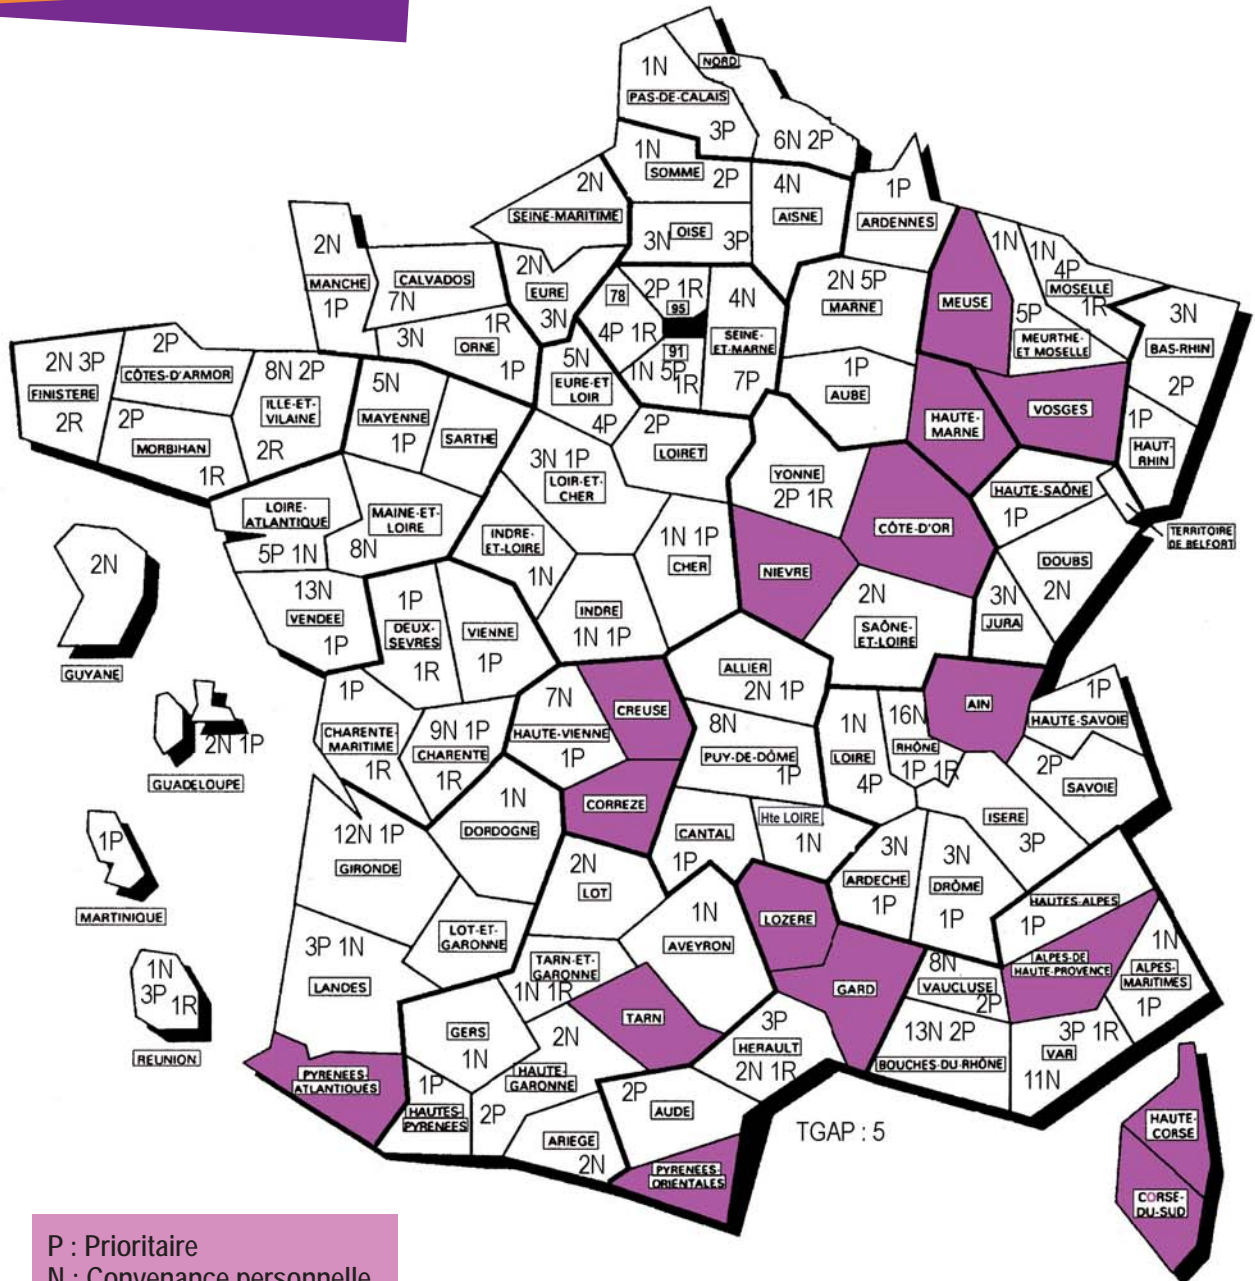 NORD
1N
PAS-DE-CALAIS
3P
6N 2P
1N
SOMME
2P
4N
AISNE
1P
ARDENNES
2N
SEINE-MARITIME
3N OISE 3P
2N
MANCHE
1P
CALVADOS
7N
2N
EURE
3N
78
4P 1R
2P 1R
95
91
1N 5P
1R
4N
SEINE-
ET-MARNE
7P
2N 5P
MARNE
MEUSE
1N
5P
MEURTHE-
ET MOSELLE
1N
4P
MOSELLE
1R
3N
BAS-RHIN
2P
3N
1R
ORNE
1P
2N 3P
FINISTERE
2R
2P
CÔTES-D'ARMOR
8N 2P
ILLE-ET-
VILAINE
2R
2P
MORBIHAN
1R
5N
MAYENNE
1P
SARTHE
5N
EURE-ET
LOIR
4P
2P
LOIRET
1P
AUBE
HAUTE-
MARNE
VOSGES
1P
HAUT-
RHIN
3N 1P
LOIR-ET-
CHER
YONNE
2P 1R
CÔTE-D'OR
HAUTE-SAÔNE
1P
TERRITOIRE
DE BELFORT
LOIRE-
ATLANTIQUE
5P 1N
MAINE-ET-
LOIRE
8N
INDRE-
ET-LOIRE
1N
1N 1P
CHER
NIEVRE
DOUBS
2N
3N
JURA
2N
SAÔNE-
ET-LOIRE
2N
GUYANE
13N
VENDEE
1P
1P
DEUX-
SEVRES
1R
VIENNE
1P
INDRE
1N 1P
ALLIER
2N 1P
AIN
1P
HAUTE-SAVOIE
2N 1P
GUADELOUPE
1P
CHARENTE-
MARITIME
1R
9N 1P
CHARENTE
1R
7N
HAUTE-VIENNE
1P
CREUSE
8N
PUY-DE-DÔME
1P
1N
LOIRE
4P
16N
RHÔNE
1P 1R
2P
SAVOIE
CORREZE
1P
MARTINIQUE
12N 1P
GIRONDE
1N
DORDOGNE
CANTAL
1P
Hte LOIRE
1N
ISERE
3P
2N
LOT
3N
ARDECHE
1P
3N
DRÔME
1P
HAUTES-ALPES
1P
1N
3P
1R
REUNION
3P 1N
LANDES
LOT-ET-
GARONNE
TARN-ET-
GARONNE
1N 1R
1N
AVEYRON
LOZERE
GARD
8N
VAUCLUSE
2P
ALPES-DE
HAUTE-PROVENCE
1N
ALPES-
MARITIMES
1P
GERS
1N
TARN
3P
HERAULT
2N 1R
13N 2P
BOUCHES-DU-RHÔNE
3P 1R
VAR
11N
PYRENEES-
ATLANTIQUES
1P
HAUTES-
PYRENEES
2N
HAUTE-
GARONNE
2P
ARIEGE
2N
2P
AUDE
PYRENEES-
ORIENTALES
TGAP : 5
HAUTE-
CORSE
CORSE-
DU-SUD
P : Prioritaire
N : Convenance personnelle